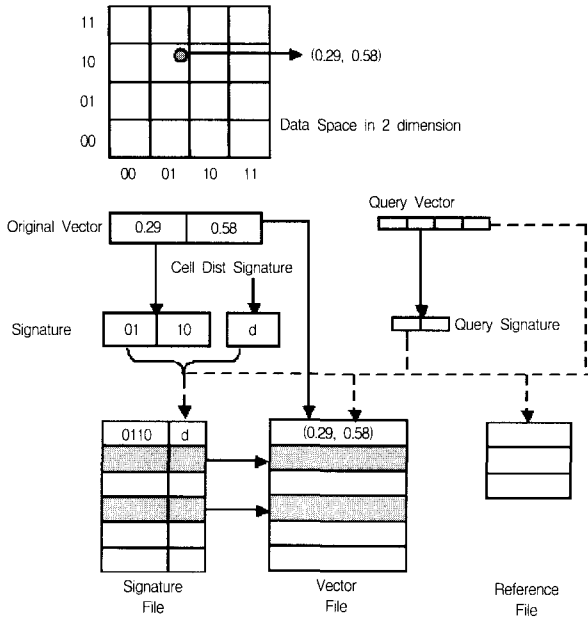 11
10
(0.29, 0.58)
01
Data Space in 2 dimension
00
00 01 10 11
Query Vector
Original Vector 0.29 0.58
Cell Dist Signature
Signature 01 10 d
Query Signature
0110 d (0.29, 0.58)
Signature File
Vector File
Reference File